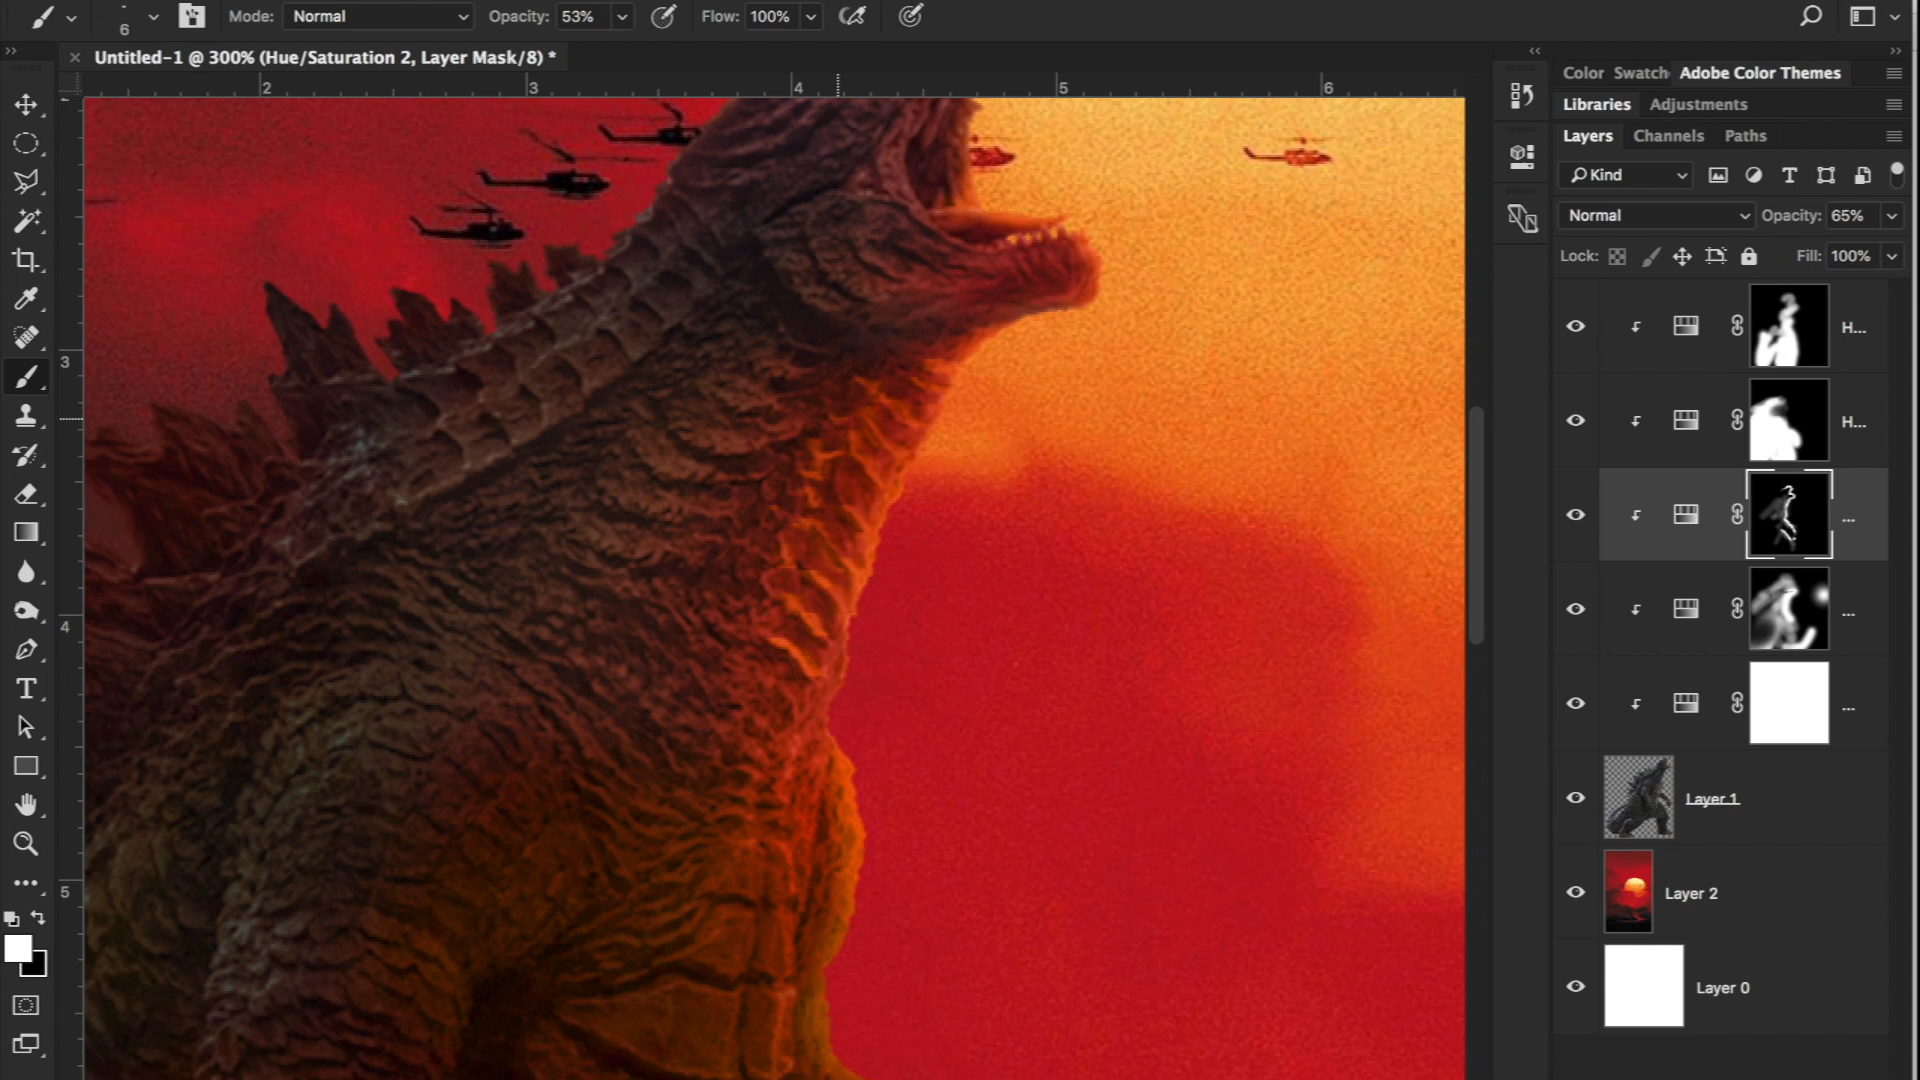 6 Mode: Normal Opacity: 53% Flow: 100%
Untitled-1 @ 300% (Hue/Saturation 2, Layer Mask/8) *
2 3 4 5 6
3
4
5
Color Swatch Adobe Color Themes
Libraries Adjustments
Layers Channels Paths
Kind
Normal Opacity: 65%
Lock: Fill: 100%
H...
H...
...
...
...
Layer 1
Layer 2
Layer 0